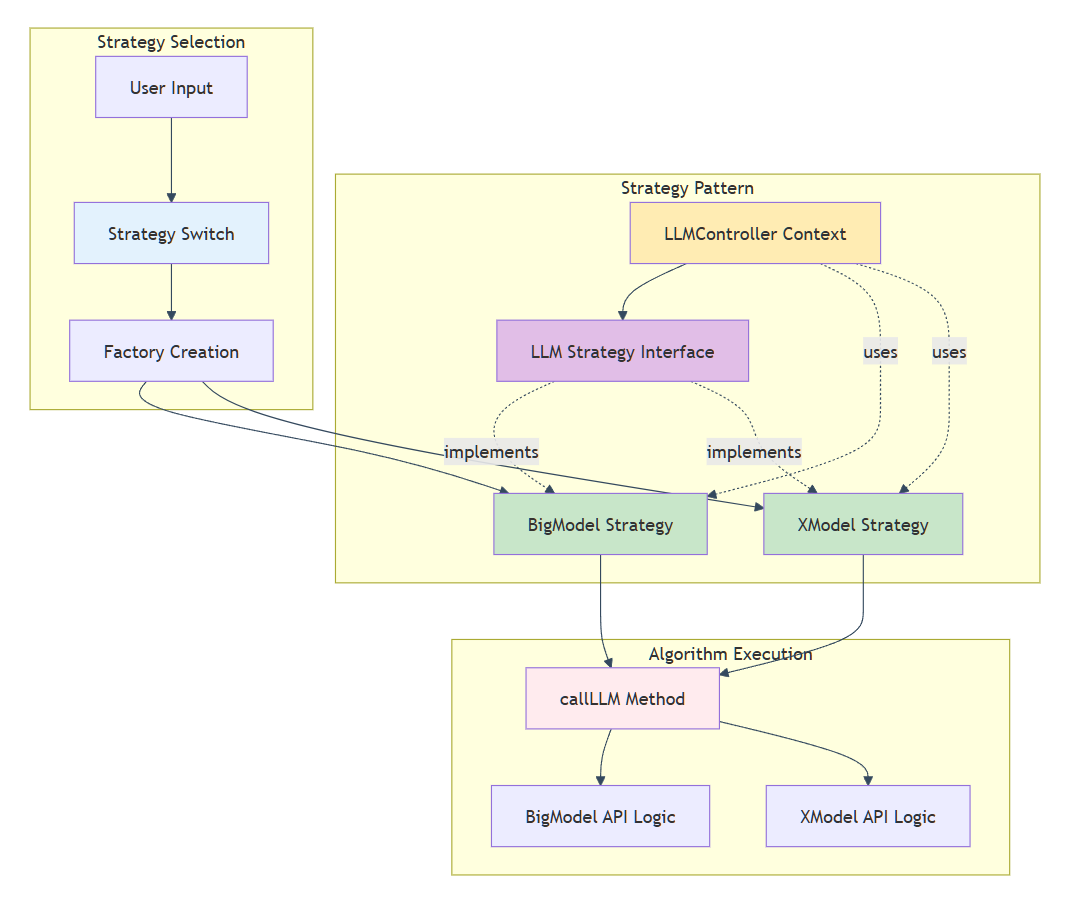 Strategy Selection
User Input
Strategy Switch
Factory Creation
Strategy Pattern
LLMController Context
LLM Strategy Interface
uses
uses
implements
implements
BigModel Strategy
XModel Strategy
Algorithm Execution
callLLM Method
BigModel API Logic
XModel API Logic